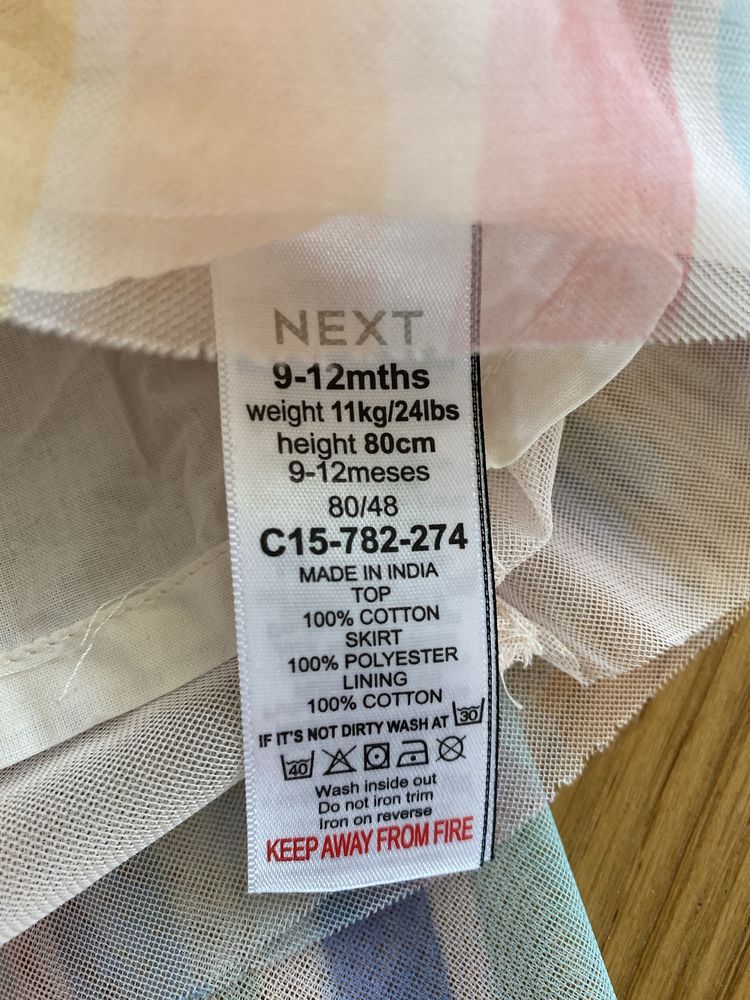 NEXT
9-12mths
weight 11kg/24lbs
height 80cm
9-12meses
80/48
C15-782-274
MADE IN INDIA
TOP
100% COTTON
SKIRT
100% POLYESTER
LINING
100% COTTON
IF IT'S NOT DIRTY WASH AT 30
40
Wash inside out
Do not iron trim
Iron on reverse
KEEP AWAY FROM FIRE